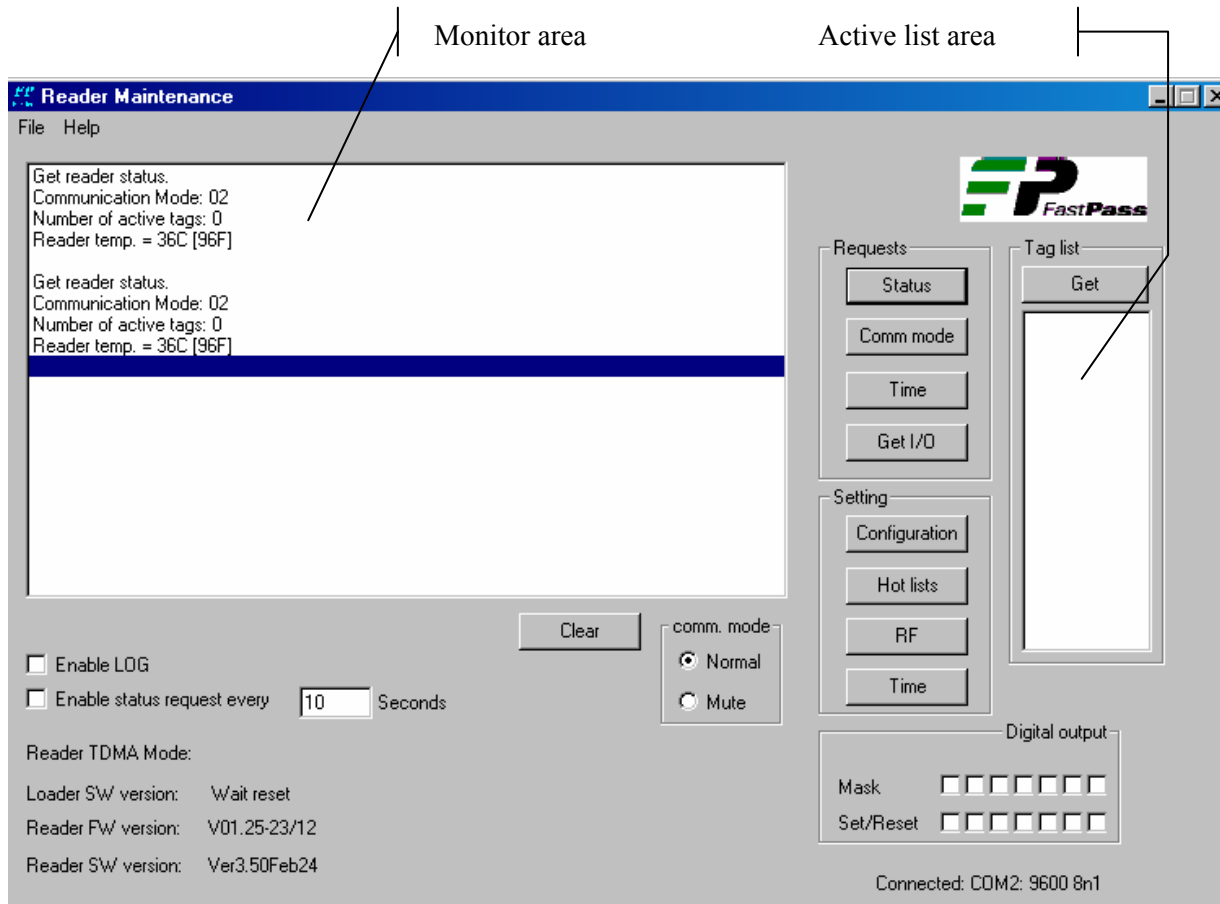 Monitor area
Active list area
Reader Maintenance
File Help
Get reader status.
Communication Mode: 02
Number of active tags: 0
Reader temp. = 36C [96F]
Get reader status.
Communication Mode: 02
Number of active tags: 0
Reader temp. = 36C [96F]
FP
FastPass
Requests
Status
Comm mode
Time
Get I/O
Tag list
Get
Setting
Configuration
Hot lists
RF
Time
Clear
comm. mode
Normal
Mute
Enable LOG
Enable status request every 10 Seconds
Reader TDMA Mode:
Loader SW version: Wait reset
Reader FW version: V01.25-23/12
Reader SW version: Ver3.50Feb24
Digital output
Mask
Set/Reset
Connected: COM2: 9600 8n1